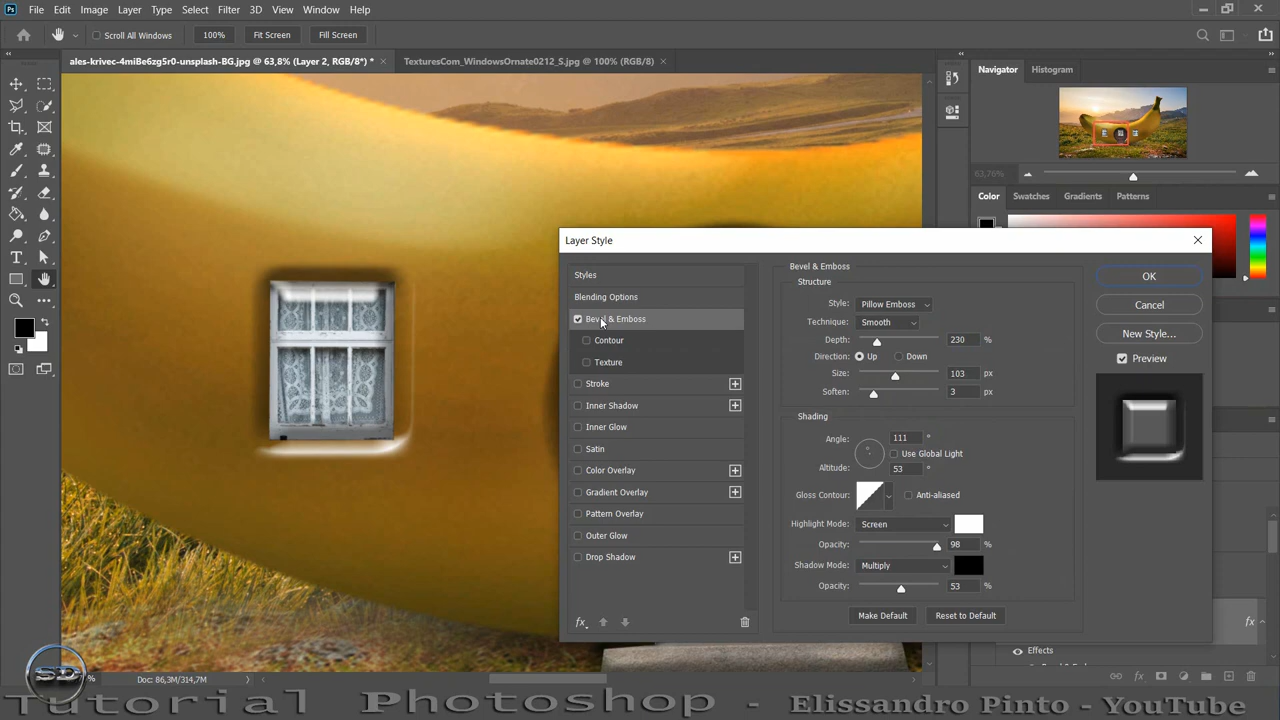 Ps File Edit Image Layer Type Select Filter 3D View Window Help
Scroll All Windows 100% Fit Screen Fill Screen
ales-krivec-4miBe6zg5r0-unsplash-BG.jpg @ 63,8% (Layer 2, RGB/8*) * TexturesCom_WindowsOrnate0212_S.jpg @ 100% (RGB/8)
Navigator Histogram
63,76%
Color Swatches Gradients Patterns
Layer Style
Styles
Blending Options
Bevel & Emboss
Contour
Texture
Stroke
Inner Shadow
Inner Glow
Satin
Color Overlay
Gradient Overlay
Pattern Overlay
Outer Glow
Drop Shadow
fx
Bevel & Emboss
Structure
Style: Pillow Emboss
Technique: Smooth
Depth: 230 %
Direction: Up Down
Size: 103 px
Soften: 3 px
Shading
Angle: 111 °
Use Global Light
Altitude: 53 °
Gloss Contour: Anti-aliased
Highlight Mode: Screen
Opacity: 98 %
Shadow Mode: Multiply
Opacity: 53 %
Make Default Reset to Default
OK
Cancel
New Style...
Preview
fx
Effects
fx
SD
% Doc: 86,3M/314,7M
Tutorial Photoshop - Elissandro Pinto - YouTube